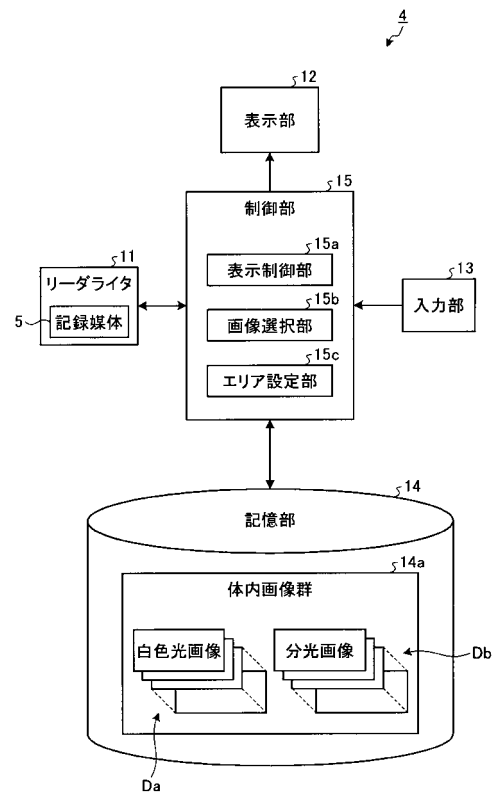 4
12
表示部
15
制御部
15a
表示制御部
15b
画像選択部
15c
エリア設定部
11
リーダライタ
5
記録媒体
13
入力部
14
記憶部
14a
体内画像群
白色光画像
分光画像
Db
Da